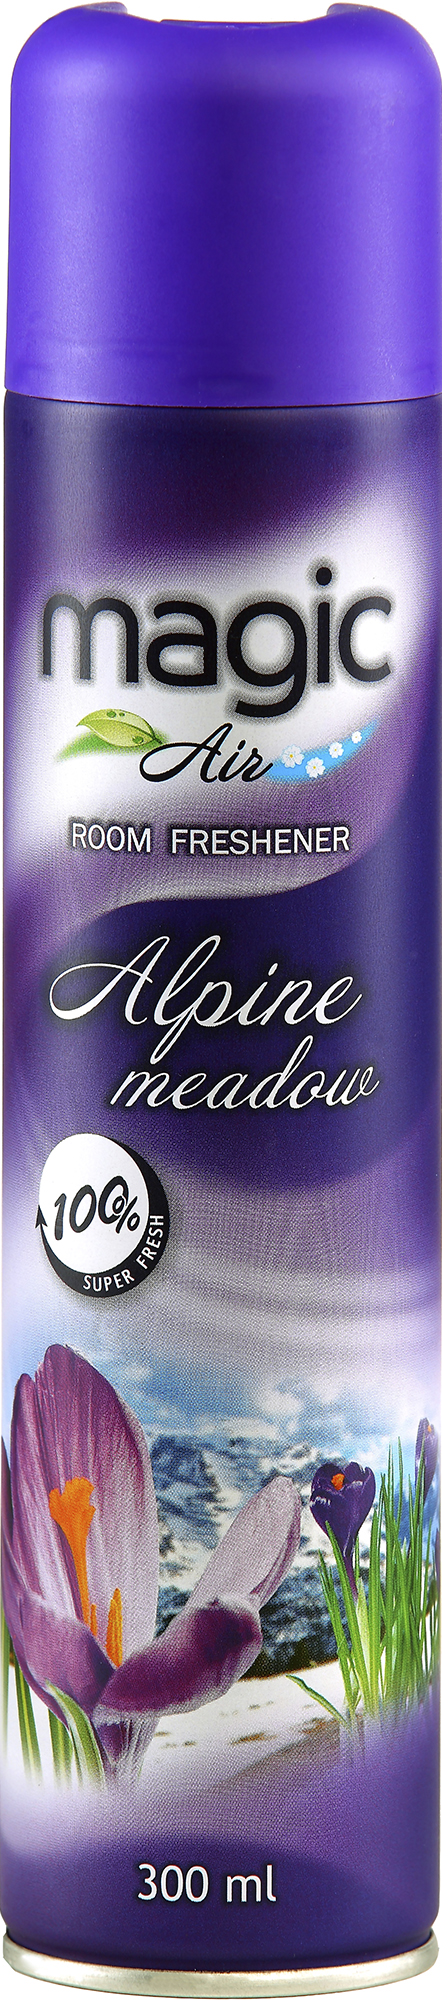 magic
Air
ROOM FRESHENER
Alpine
meadow
100%
SUPER FRESH
300 ml